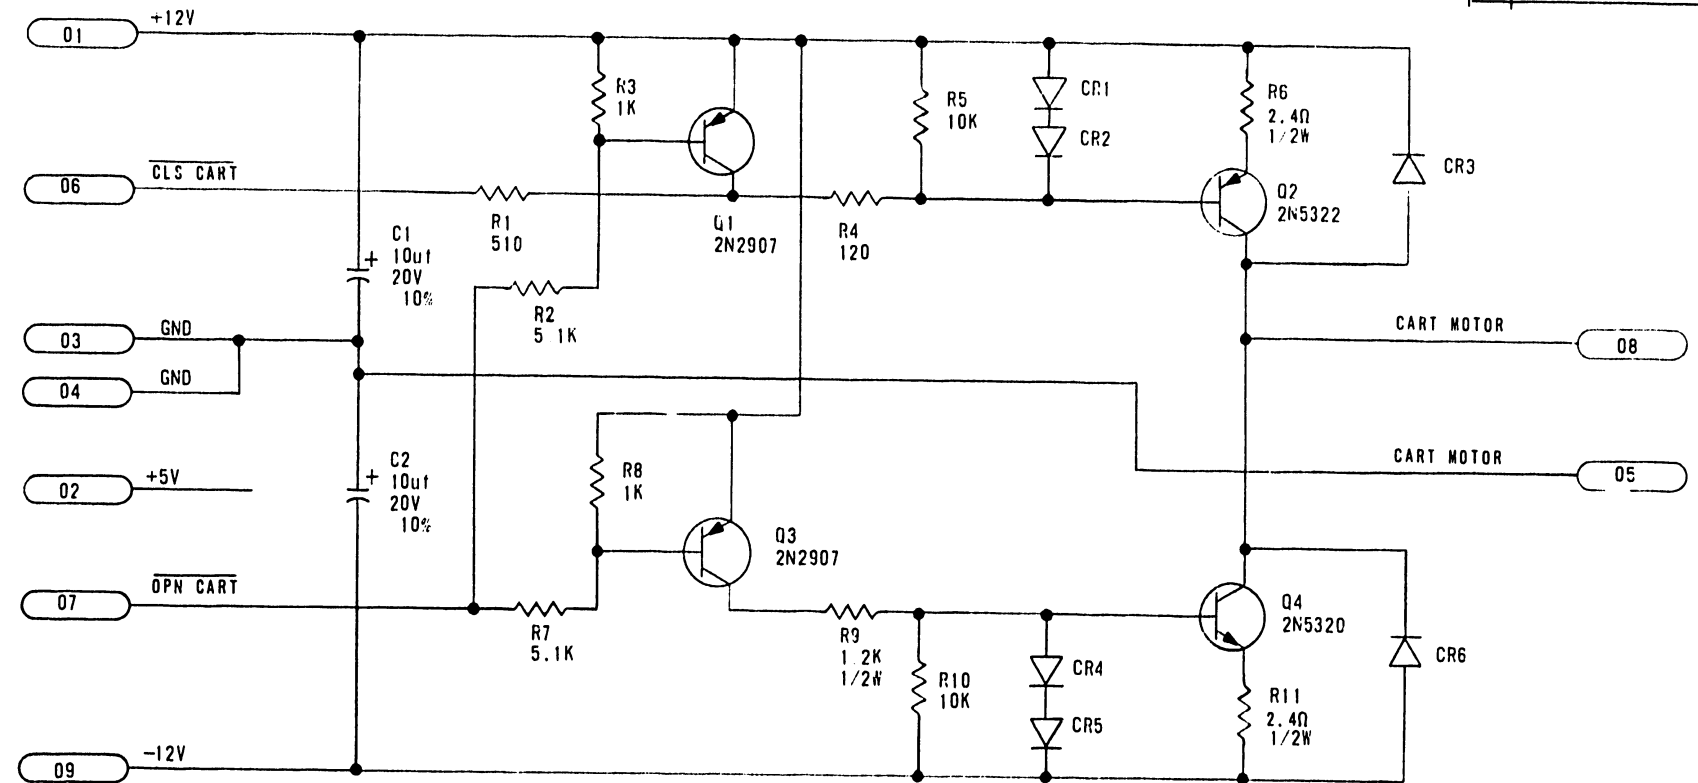 01
+12V
R3
1K
R5
10K
CR1
CR2
R6
2.4Ω
1/2W
CR3
06
CLS CART
R1
510
Q1
2N2907
R4
120
Q2
2N5322
C1
10uf
20V
10%
+
R2
5.1K
03
GND
04
GND
CART MOTOR
08
CART MOTOR
05
02
+5V
C2
10uf
20V
10%
+
R8
1K
Q3
2N2907
07
OPN CART
R7
5.1K
R9
1.2K
1/2W
R10
10K
CR4
CR5
Q4
2N5320
CR6
R11
2.4Ω
1/2W
09
-12V